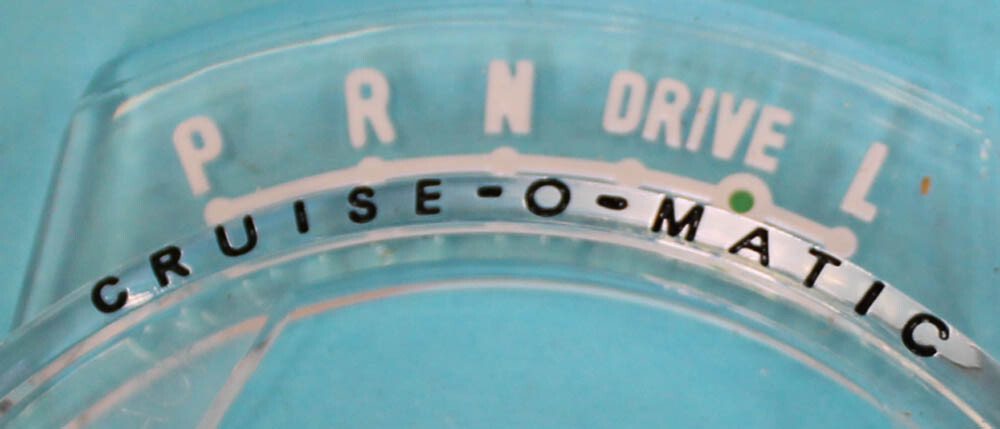 P R N DRIVE L
CRUISE-O-MATIC